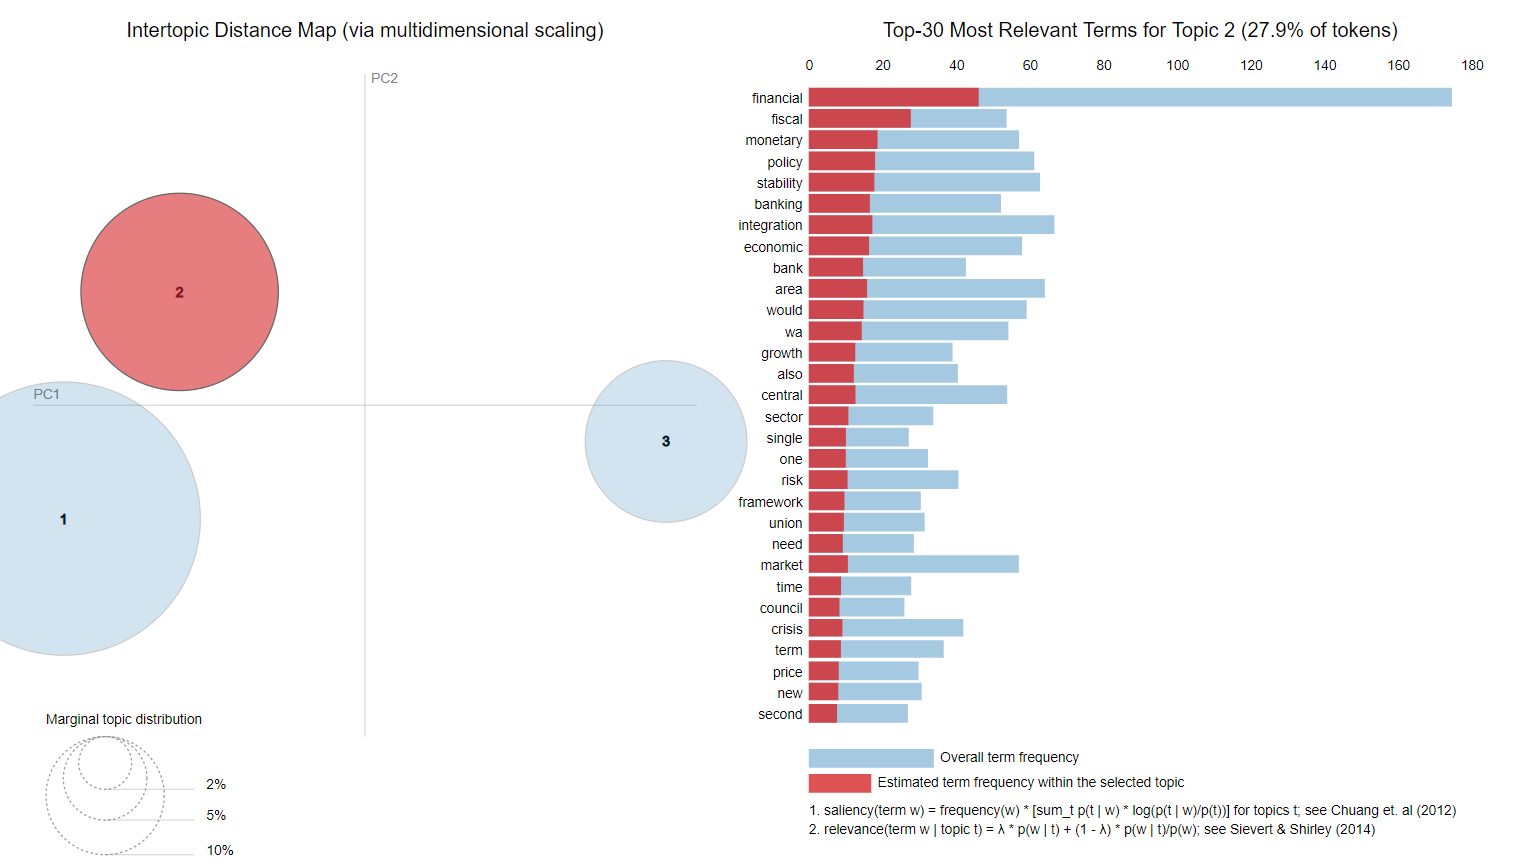 Intertopic Distance Map (via multidimensional scaling)
PC2
PC1
2
1
3
Marginal topic distribution
2%
5%
10%
Top-30 Most Relevant Terms for Topic 2 (27.9% of tokens)
0 20 40 60 80 100 120 140 160 180
financial
fiscal
monetary
policy
stability
banking
integration
economic
bank
area
would
wa
growth
also
central
sector
single
one
risk
framework
union
need
market
time
council
crisis
term
price
new
second
Overall term frequency
Estimated term frequency within the selected topic
1. saliency(term w) = frequency(w) * [sum_t p(t | w) * log(p(t | w)/p(t))] for topics t; see Chuang et. al (2012)
2. relevance(term w | topic t) = λ * p(w | t) + (1 - λ) * p(w | t)/p(w); see Sievert & Shirley (2014)